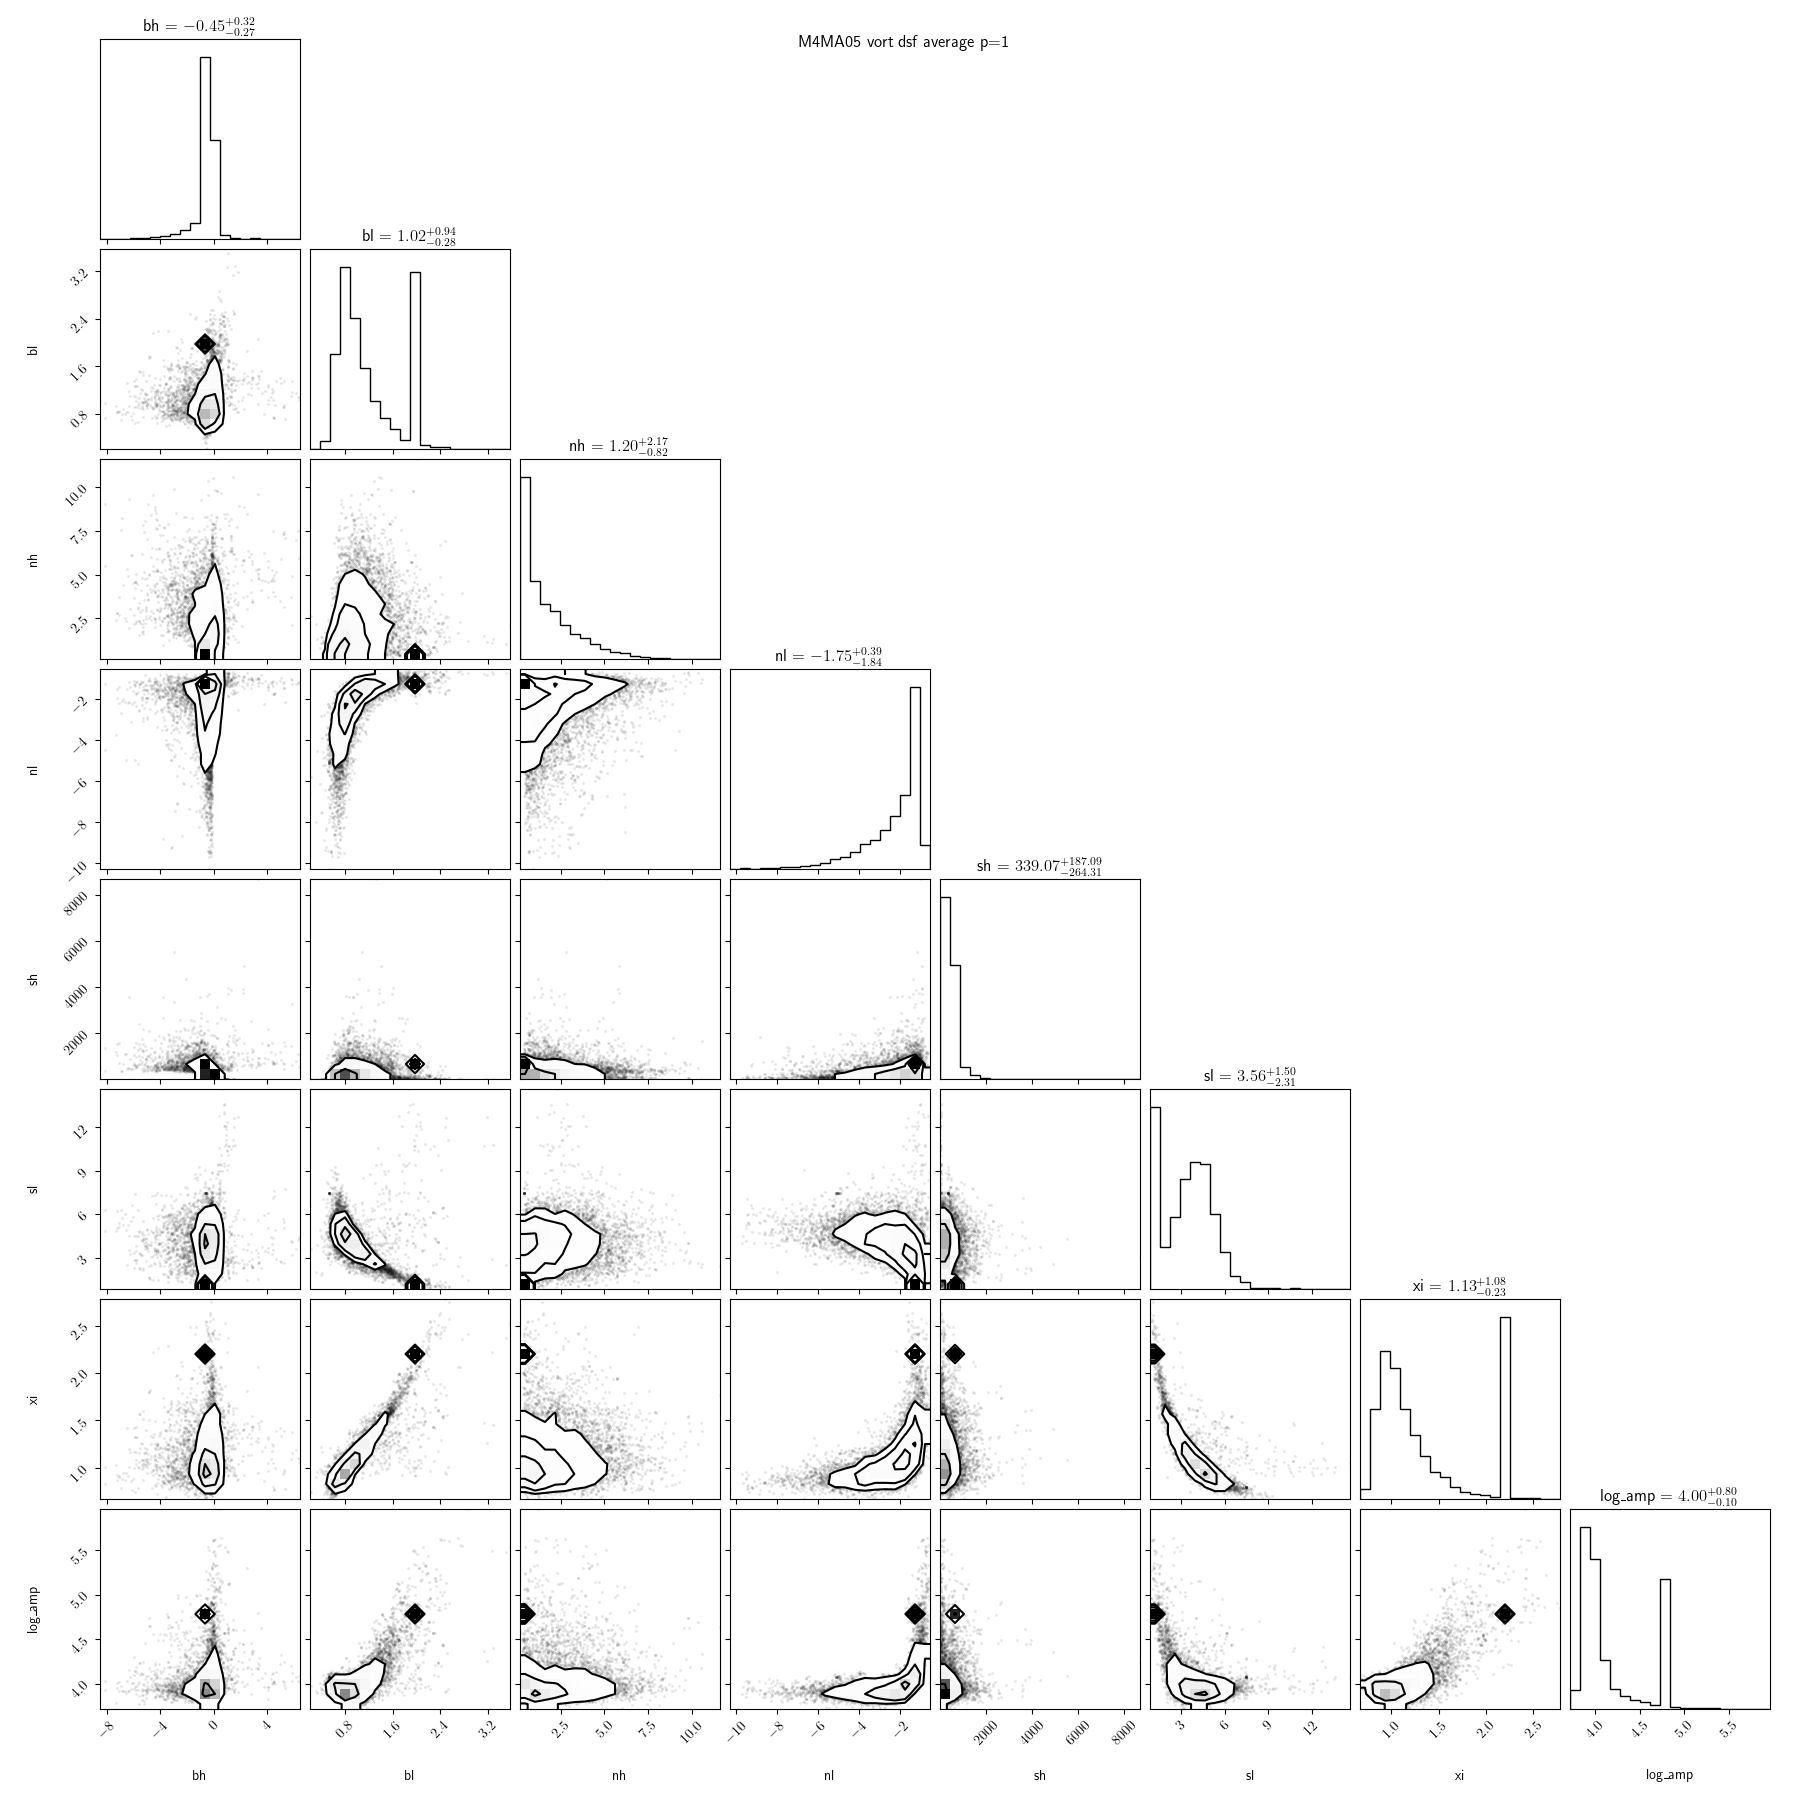 M4MA05 vort dsf average p=1
bh = −0.45 +0.32 −0.27
bl = 1.02 +0.94 −0.28
3.2
2.4
1.6
0.8
bl
nh = 1.20 +2.17 −0.82
10.0
7.5
5.0
2.5
nh
nl = −1.75 +0.39 −1.84
−2
−4
−6
−8
−10
nl
sh = 339.07 +187.09 −264.31
8000
6000
4000
2000
sh
sl = 3.56 +1.50 −2.31
12
9
6
3
sl
xi = 1.13 +1.08 −0.23
2.5
2.0
1.5
1.0
xi
log_amp = 4.00 +0.80 −0.10
5.5
5.0
4.5
4.0
log_amp
−8 −4 0 4 0.8 1.6 2.4 3.2 2.5 5.0 7.5 10.0 −10 −8 −6 −4 −2 2000 4000 6000 8000 3 6 9 12 1.0 1.5 2.0 2.5 4.0 4.5 5.0 5.5
bh bl nh nl sh sl xi log_amp